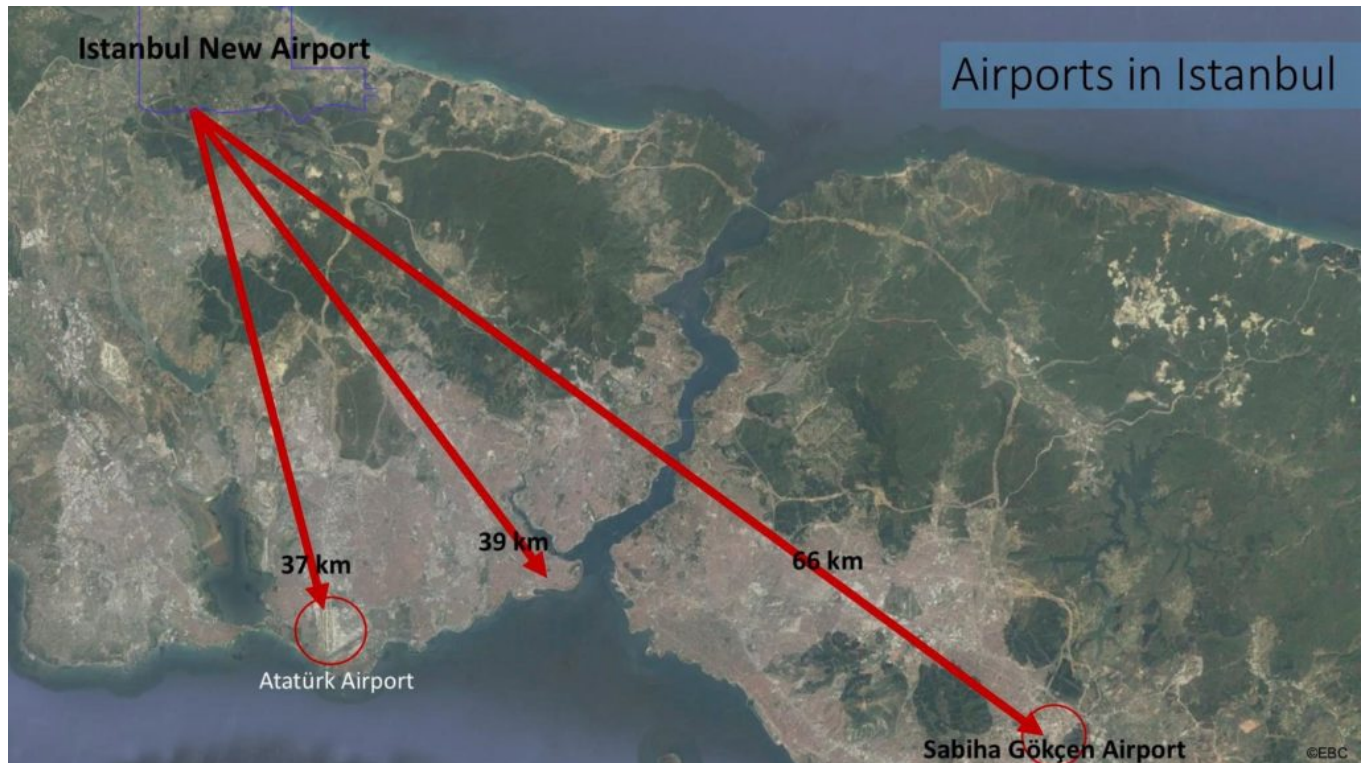 Istanbul New Airport
Airports in Istanbul
39 km
37 km
66 km
Atatürk Airport
Sabiha Gökçen Airport
©EBC